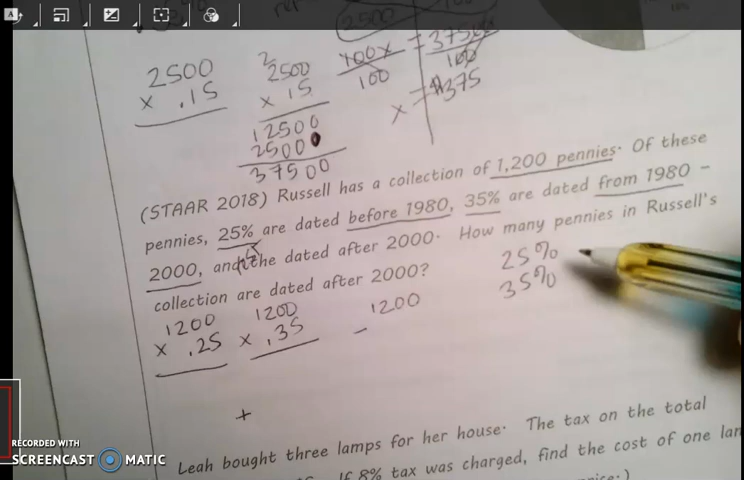 2500
2500
x .15
2
2500
x 15
12500
25000
37500
100x
100
=
100
x = $375
(STAAR 2018) Russell has a collection of 1,200 pennies. Of these
pennies, 25% are dated before 1980, 35% are dated from 1980 –
2000, and the dated after 2000. How many pennies in Russell's
collection are dated after 2000?
25%
35%
1200
x .25
1200
x .35
1200
–
+
Leah bought three lamps for her house. The tax on the total
If 8% tax was charged, find the cost of one
RECORDED WITH
SCREENCAST MATIC